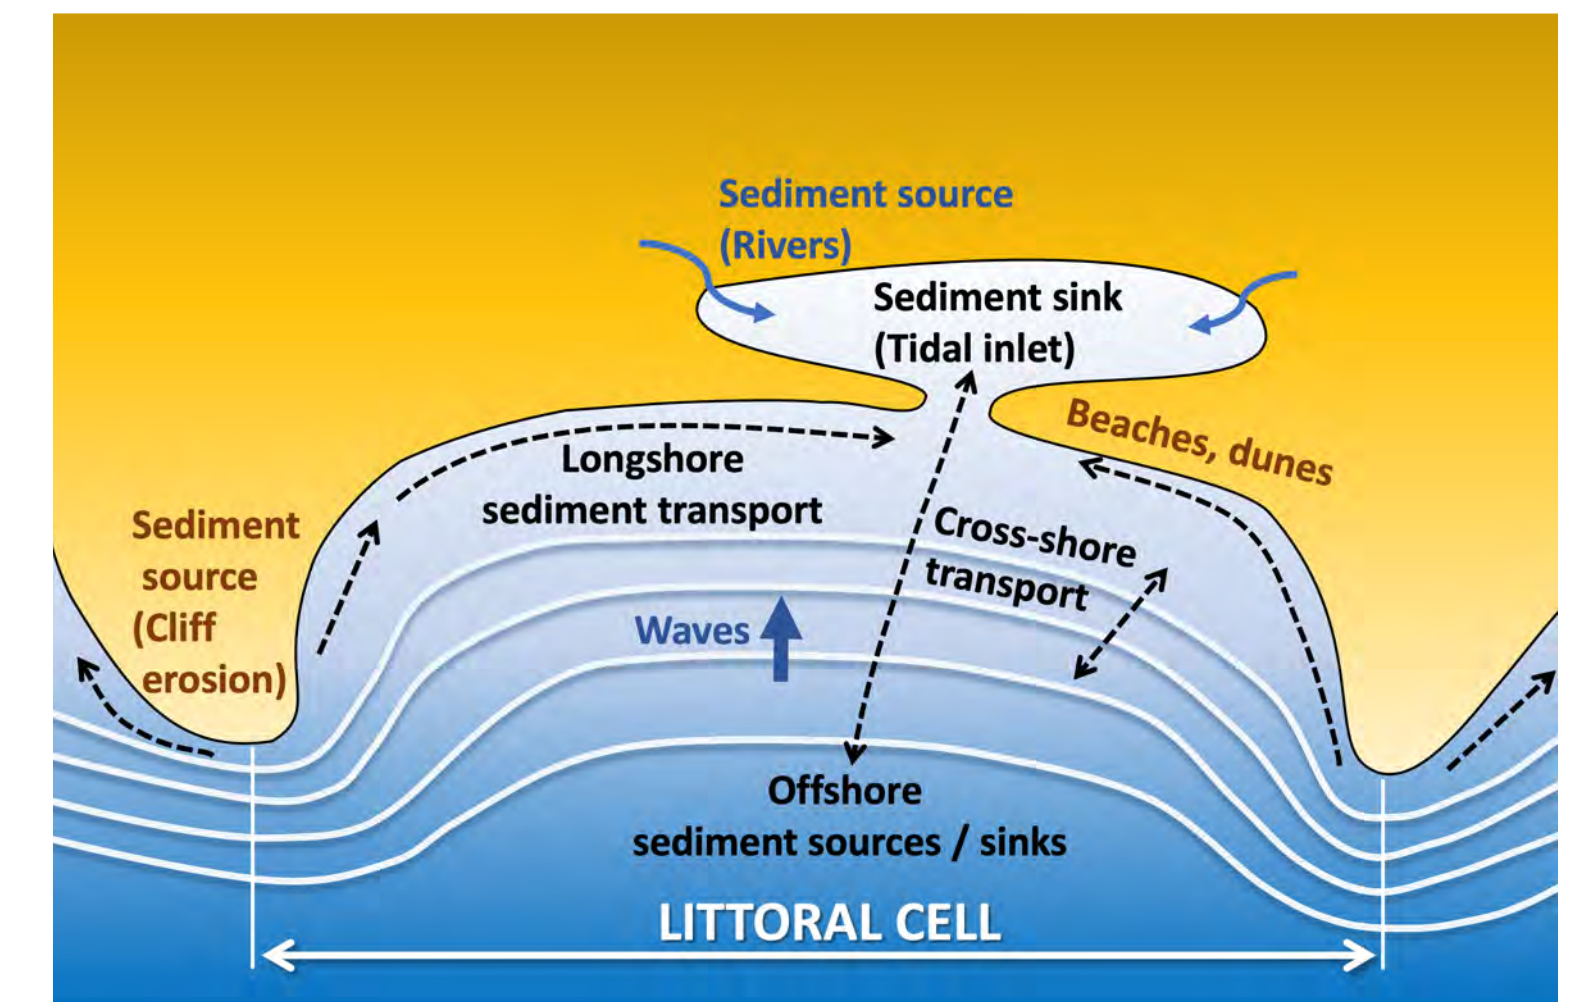 Sediment source
(Rivers)
Sediment sink
(Tidal inlet)
Beaches, dunes
Longshore
sediment transport
Sediment
source
(Cliff
erosion)
Cross-shore
transport
Waves
Offshore
sediment sources / sinks
LITTORAL CELL